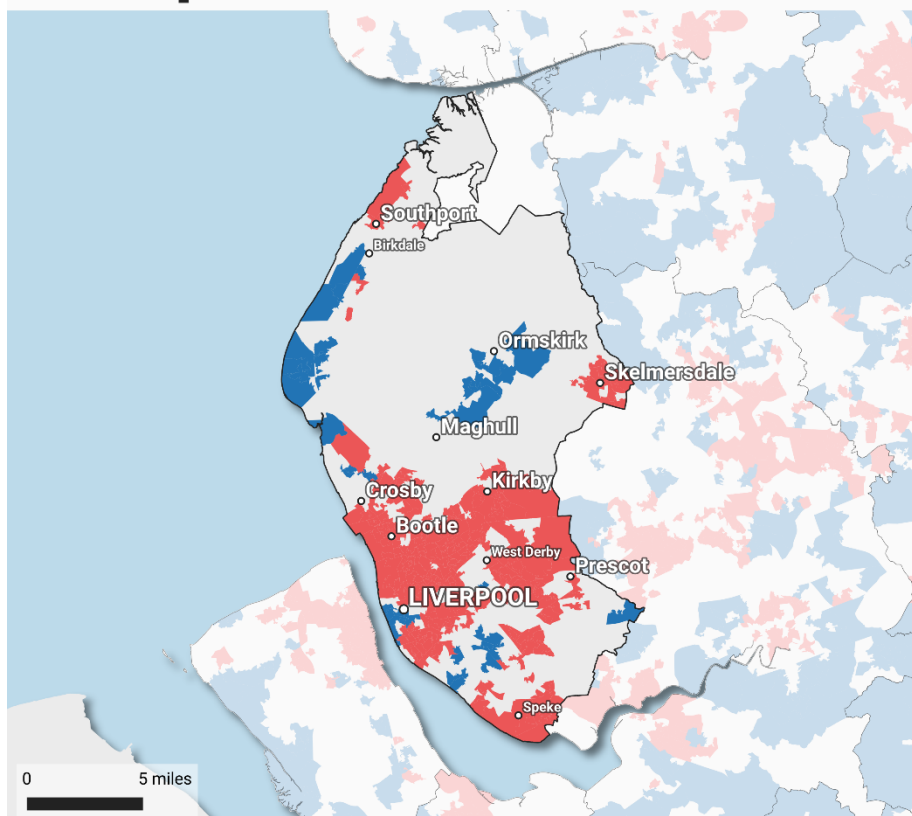 Southport
Birkdale
Ormskirk
Skelmersdale
Maghull
Kirkby
Crosby
Bootle
West Derby
Prescot
LIVERPOOL
Speke
0 5 miles